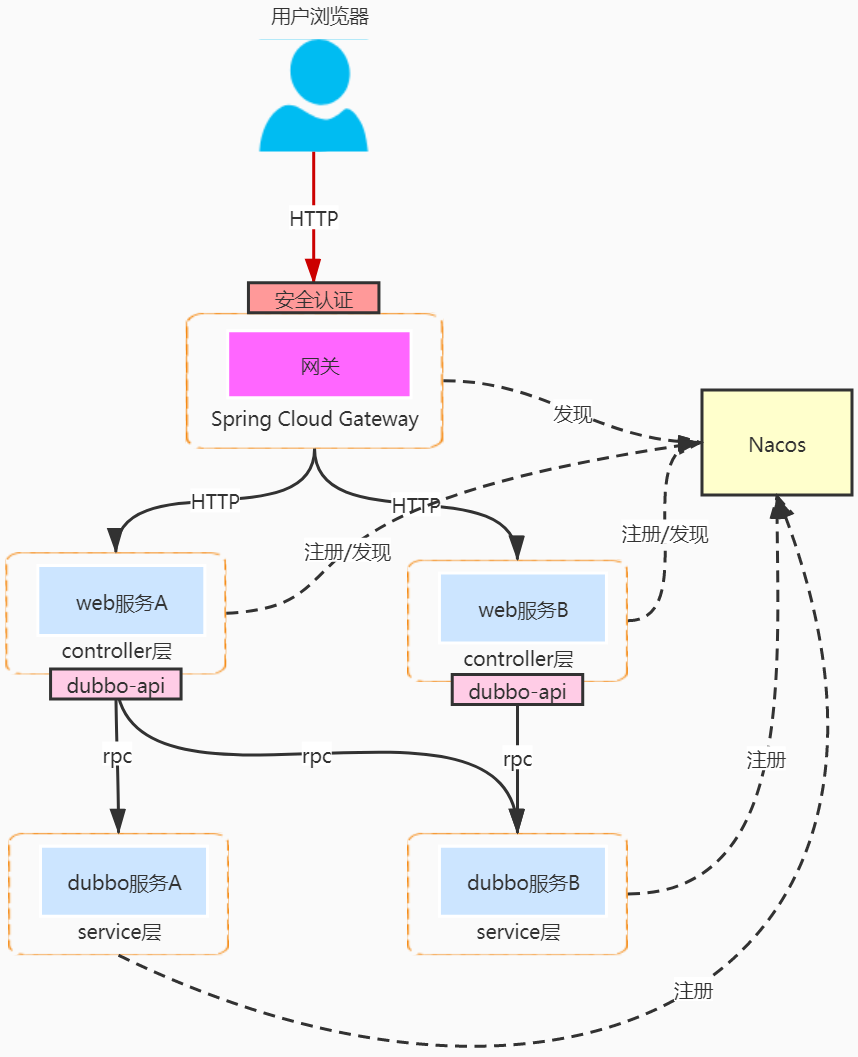 用户浏览器
HTTP
安全认证
网关
Spring Cloud Gateway
发现
Nacos
HTTP
HTTP
注册/发现
注册/发现
web服务A
controller层
dubbo-api
web服务B
controller层
dubbo-api
rpc
rpc
rpc
注册
dubbo服务A
service层
dubbo服务B
service层
注册